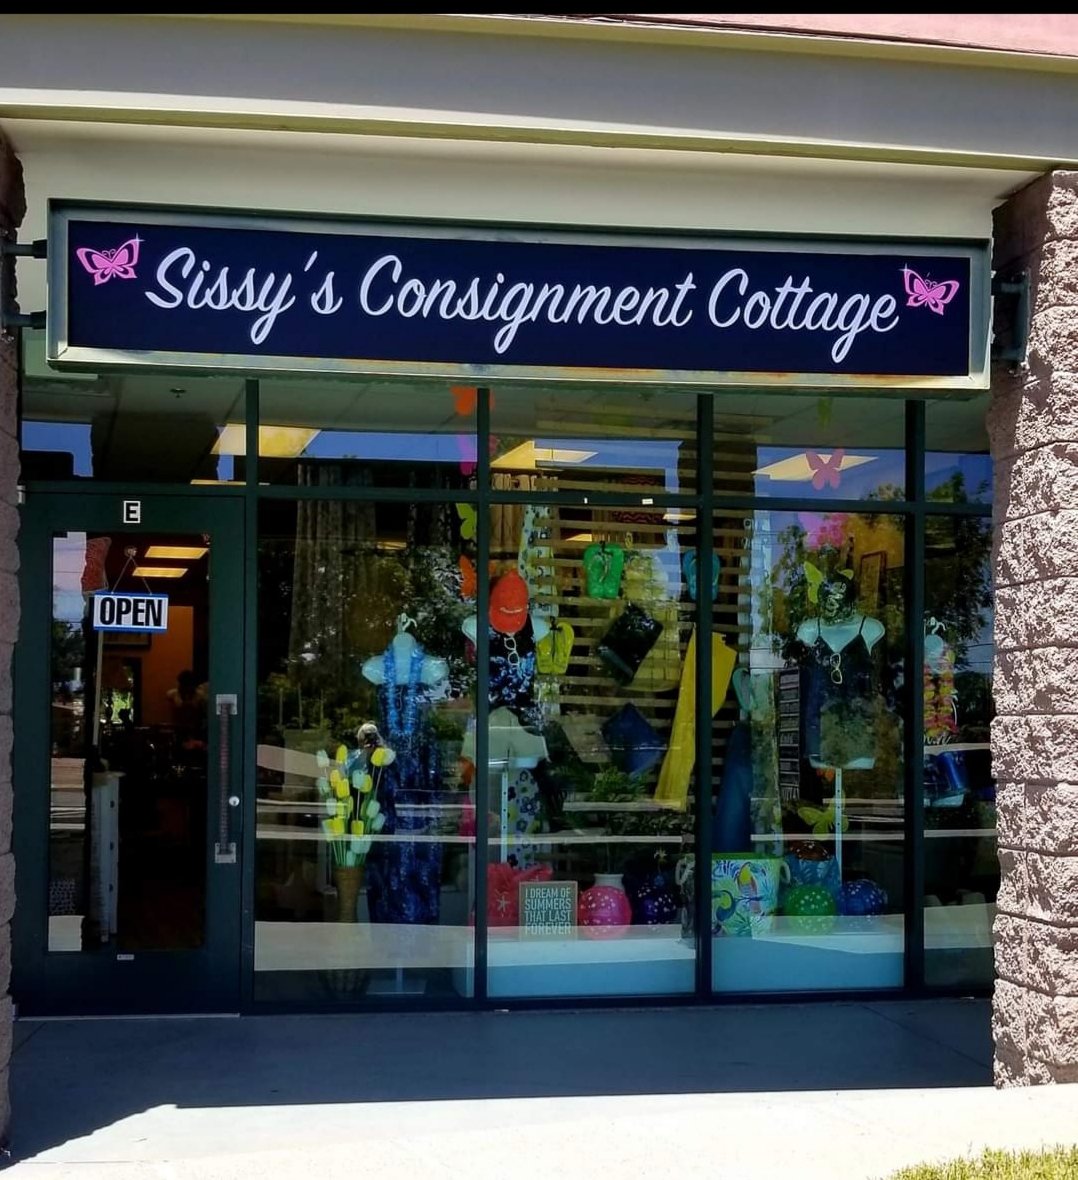 Sissy's Consignment Cottage
E
OPEN
I DREAM OF
SUMMERS
THAT LAST
FOREVER